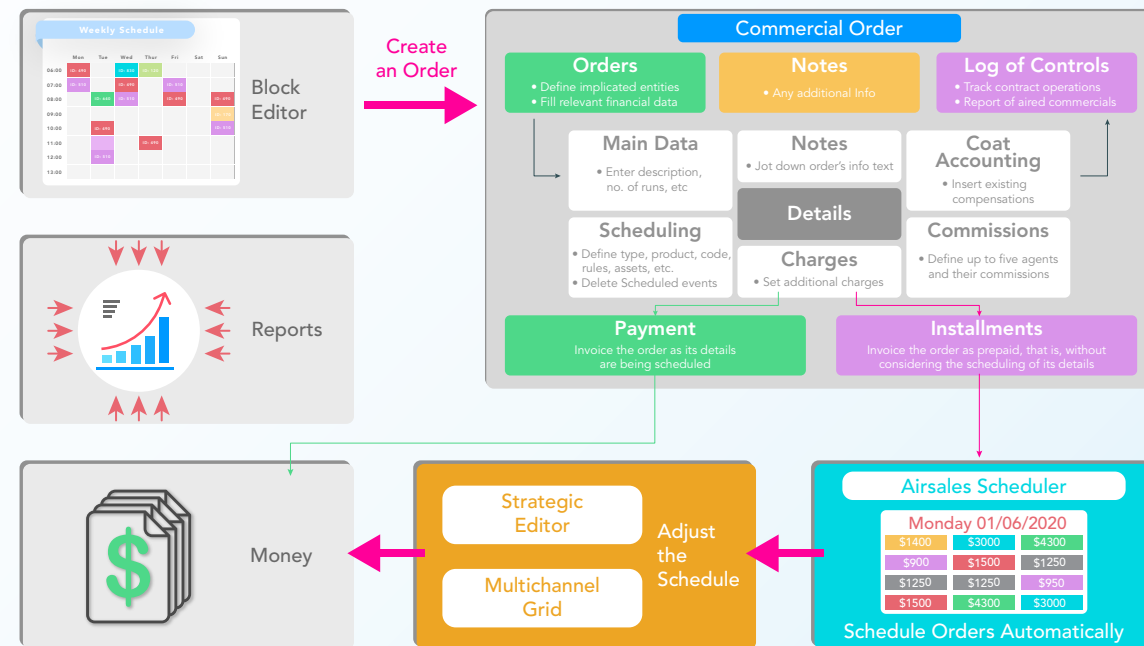 Weekly Schedule
Mon Tue Wed Thur Fri Sat Sun
06:00
07:00
08:00
09:00
10:00
11:00
12:00
13:00
Block
Editor
Create
an Order
Commercial Order
Orders
• Define implicated entities
• Fill relevant financial data
Notes
• Any additional Info
Log of Controls
• Track contract operations
• Report of aired commercials
Main Data
• Enter description,
no. of runs, etc
Notes
• Jot down order's info text
Coat
Accounting
• Insert existing
compensations
Details
Scheduling
• Define type, product, code,
rules, assets, etc.
• Delete Scheduled events
Charges
• Set additional charges
Commissions
• Define up to five agents
and their commissions
Payment
Invoice the order as its details
are being scheduled
Installments
Invoice the order as prepaid, that is, without
considering the scheduling of its details
Reports
$
Money
Strategic
Editor
Multichannel
Grid
Adjust
the
Schedule
Airsales Scheduler
Monday 01/06/2020
$1400 $3000 $4300
$900 $1500 $1250
$1250 $1250 $950
$1500 $4300 $3000
Schedule Orders Automatically